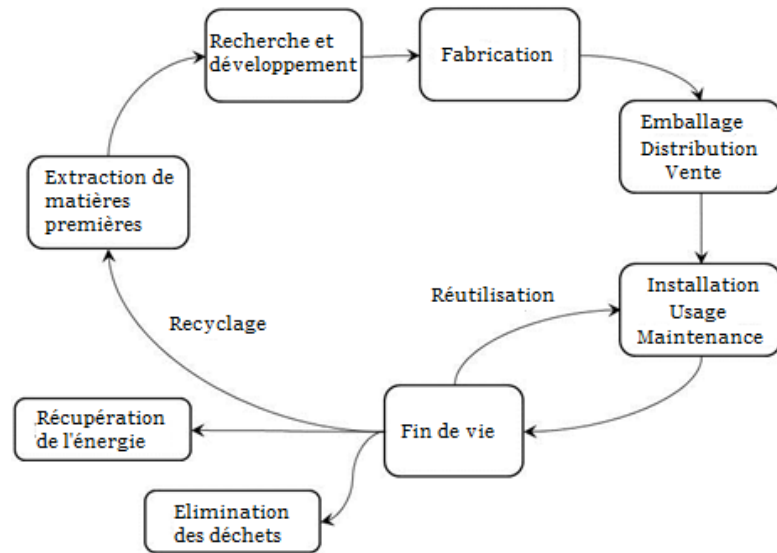 Recherche et
développement
Fabrication
Emballage
Distribution
Vente
Extraction de
matières
premières
Installation
Usage
Maintenance
Réutilisation
Recyclage
Fin de vie
Récupération
de l'énergie
Elimination
des déchets